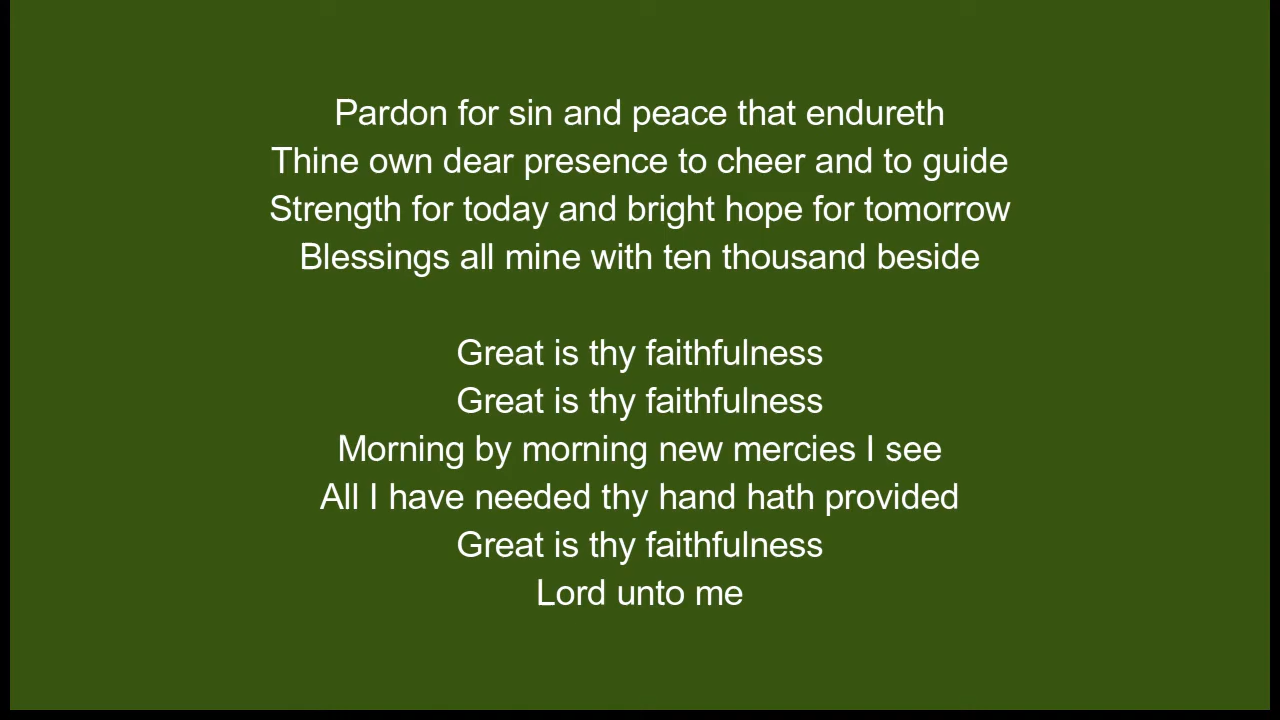 Pardon for sin and peace that endureth
Thine own dear presence to cheer and to guide
Strength for today and bright hope for tomorrow
Blessings all mine with ten thousand beside
Great is thy faithfulness
Great is thy faithfulness
Morning by morning new mercies I see
All I have needed thy hand hath provided
Great is thy faithfulness
Lord unto me